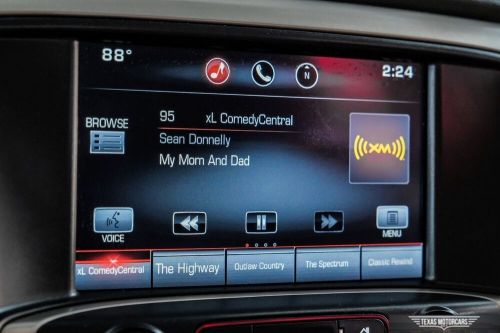 88°
2:24
N
BROWSE
95 xL ComedyCentral
Sean Donnelly
My Mom And Dad
((XM))
VOICE
MENU
xL ComedyCentral
The Highway
Outlaw Country
The Spectrum
Classic Rewind
TEXAS MOTORCARS